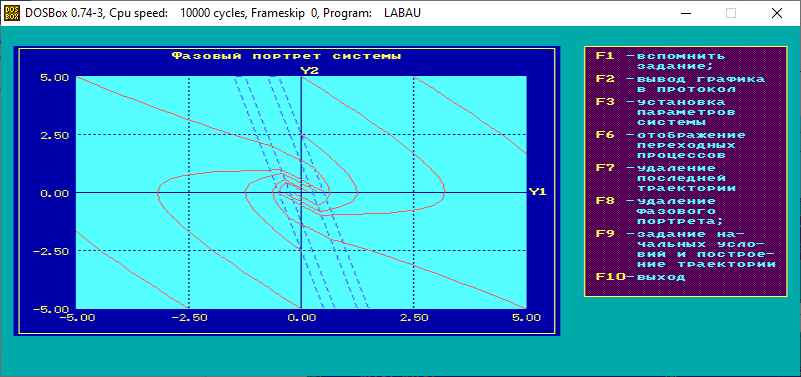 DOSBox 0.74-3, Cpu speed: 10000 cycles, Frameskip 0, Program: LABAU
Фазовый портрет системы
Y2
5.00
2.50
0.00
-2.50
-5.00
Y1
-5.00 -2.50 0.00 2.50 5.00
F1 -вспомнить
задание;
F2 -вывод графика
в протокол
F3 -установка
параметров
системы
F6 -отображение
переходных
процессов
F7 -удаление
последней
траектории
F8 -удаление
Фазового
портрета;
F9 -задание на-
чальных усло-
вий и построе-
ние траектории
F10-выход